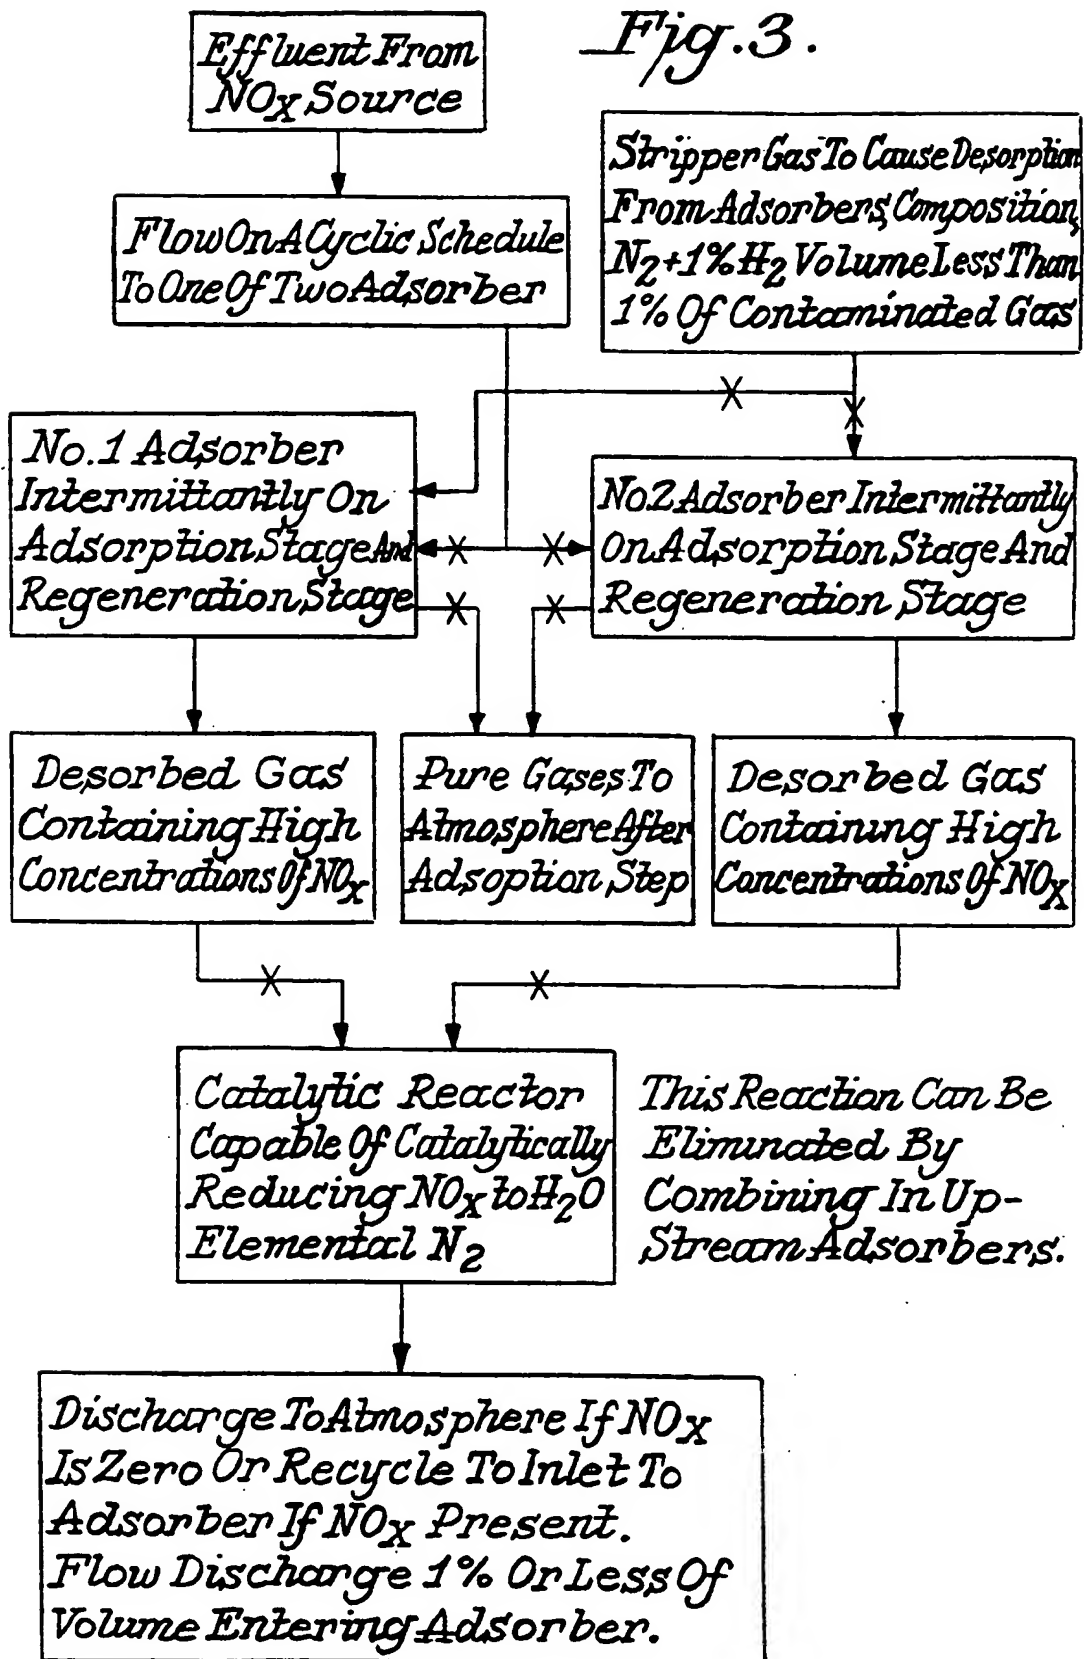 Fig.3.
Effluent From
NOx Source
Stripper Gas To Cause Desorption
From Adsorbers, Composition,
N2+1% H2 Volume Less Than
1% Of Contaminated Gas
Flow On A Cyclic Schedule
To One Of Two Adsorber
No.1 Adsorber
Intermittantly On
Adsorption Stage And
Regeneration Stage
No.2 Adsorber Intermittantly
On Adsorption Stage And
Regeneration Stage
Desorbed Gas
Containing High
Concentrations Of NOx
Pure Gases To
Atmosphere After
Adsoption Step
Desorbed Gas
Containing High
Concentrations Of NOx
Catalytic Reactor
Capable Of Catalytically
Reducing NOx to H2O
Elemental N2
This Reaction Can Be
Eliminated By
Combining In Up-
Stream Adsorbers.
Discharge To Atmosphere If NOx
Is Zero Or Recycle To Inlet To
Adsorber If NOx Present.
Flow Discharge 1% Or Less Of
Volume Entering Adsorber.